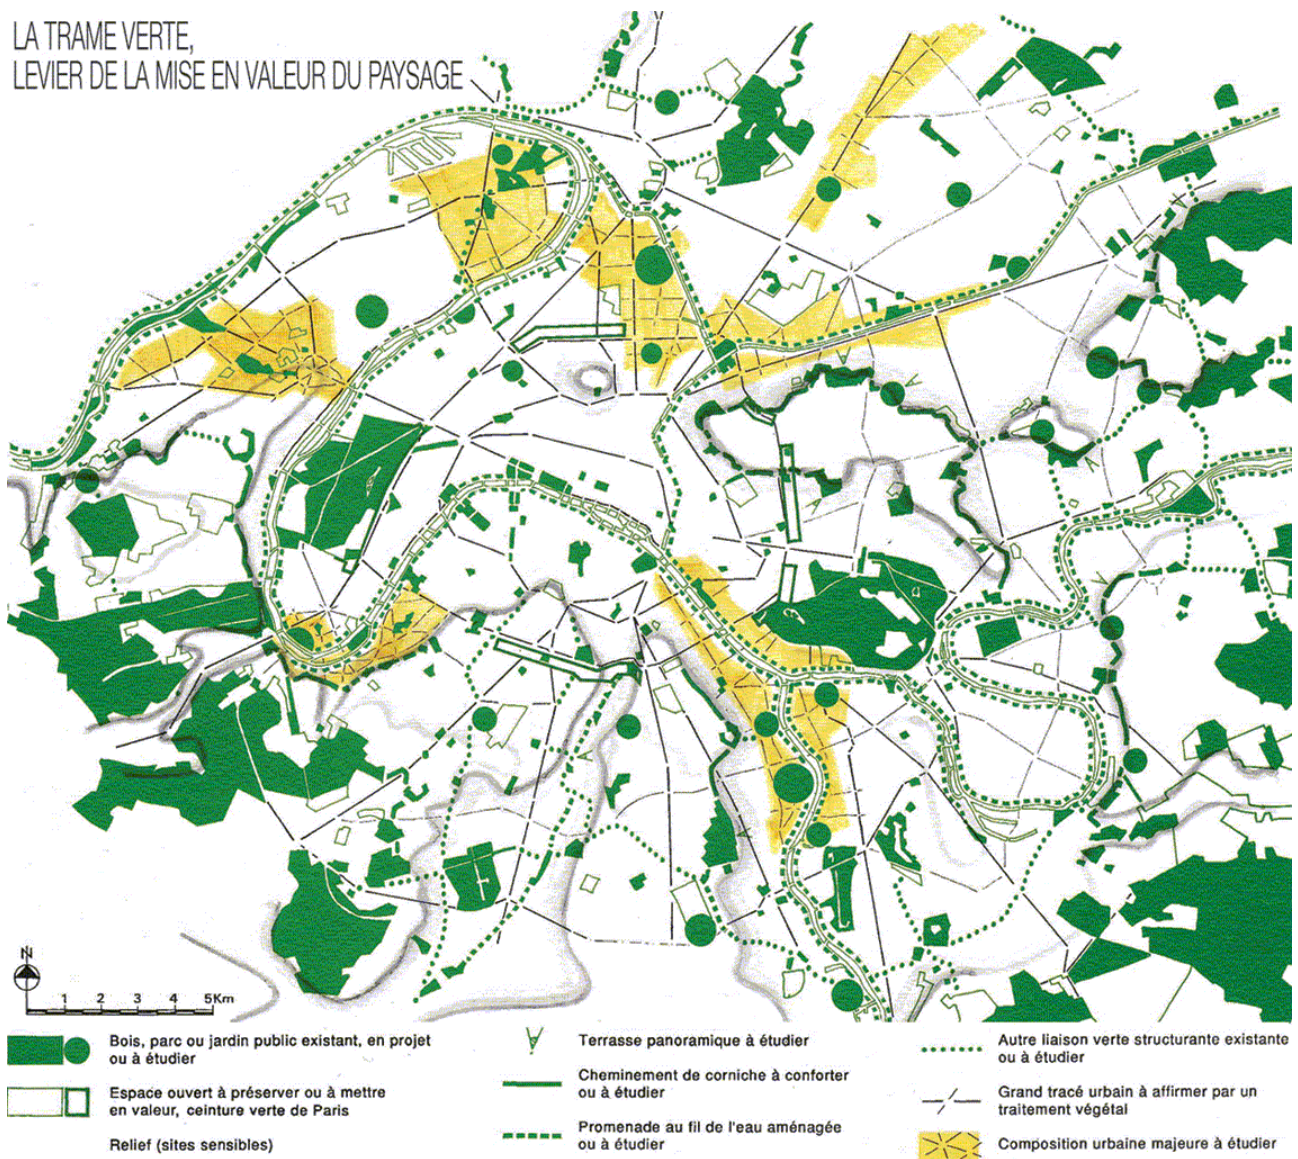 LA TRAME VERTE,
LEVIER DE LA MISE EN VALEUR DU PAYSAGE
N
1 2 3 4 5Km
Bois, parc ou jardin public existant, en projet
ou à étudier
Espace ouvert à préserver ou à mettre
en valeur, ceinture verte de Paris
Relief (sites sensibles)
Terrasse panoramique à étudier
Cheminement de corniche à conforter
ou à étudier
Promenade au fil de l'eau aménagée
ou à étudier
Autre liaison verte structurante existante
ou à étudier
Grand tracé urbain à affirmer par un
traitement végétal
Composition urbaine majeure à étudier